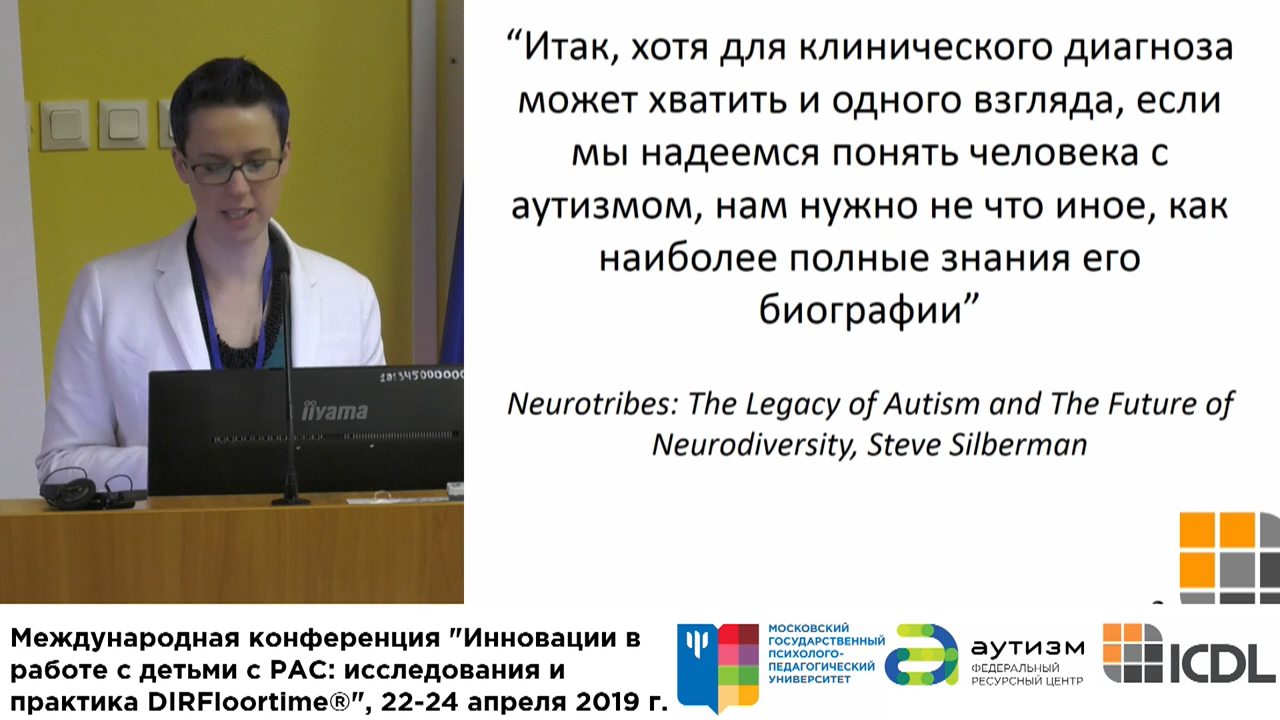 “Итак, хотя для клинического диагноза
может хватить и одного взгляда, если
мы надеемся понять человека с
аутизмом, нам нужно не что иное, как
наиболее полные знания его
биографии”
Neurotribes: The Legacy of Autism and The Future of
Neurodiversity, Steve Silberman
iiyama
Международная конференция "Инновации в
работе с детьми с РАС: исследования и
практика DIRFloortime®", 22-24 апреля 2019 г.
МОСКОВСКИЙ
ГОСУДАРСТВЕННЫЙ
ПСИХОЛОГО-
ПЕДАГОГИЧЕСКИЙ
УНИВЕРСИТЕТ
аутизм
ФЕДЕРАЛЬНЫЙ
РЕСУРСНЫЙ ЦЕНТР
ICDL